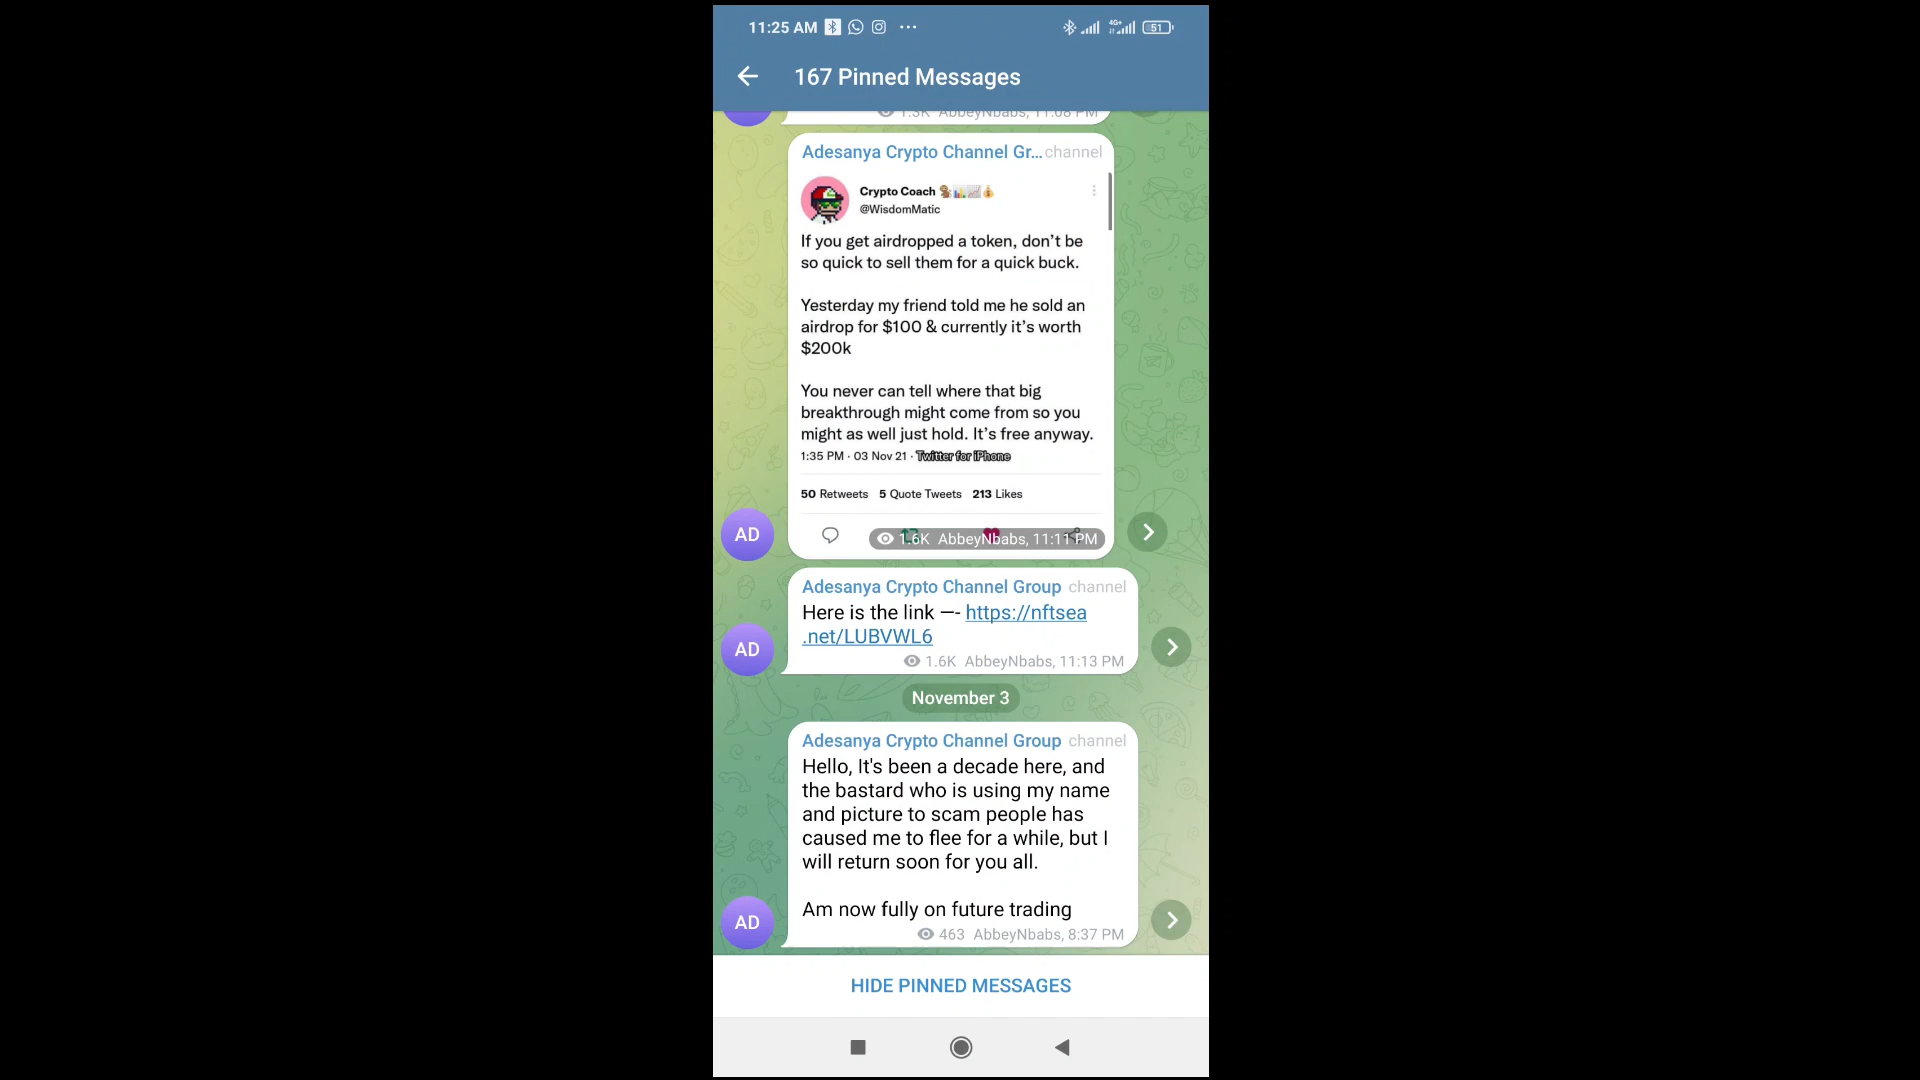 11:25 AM
4G+
51
167 Pinned Messages
1.3K AbbeyNbabs, 11:08 PM
Adesanya Crypto Channel Gr... channel
Crypto Coach
@WisdomMatic
If you get airdropped a token, don’t be
so quick to sell them for a quick buck.
Yesterday my friend told me he sold an
airdrop for $100 & currently it’s worth
$200k
You never can tell where that big
breakthrough might come from so you
might as well just hold. It’s free anyway.
1:35 PM · 03 Nov 21 · Twitter for iPhone
50 Retweets 5 Quote Tweets 213 Likes
AD
1.6K AbbeyNbabs, 11:11 PM
Adesanya Crypto Channel Group channel
Here is the link —- https://nftsea
.net/LUBVWL6
AD
1.6K AbbeyNbabs, 11:13 PM
November 3
Adesanya Crypto Channel Group channel
Hello, It's been a decade here, and
the bastard who is using my name
and picture to scam people has
caused me to flee for a while, but I
will return soon for you all.
Am now fully on future trading
AD
463 AbbeyNbabs, 8:37 PM
HIDE PINNED MESSAGES